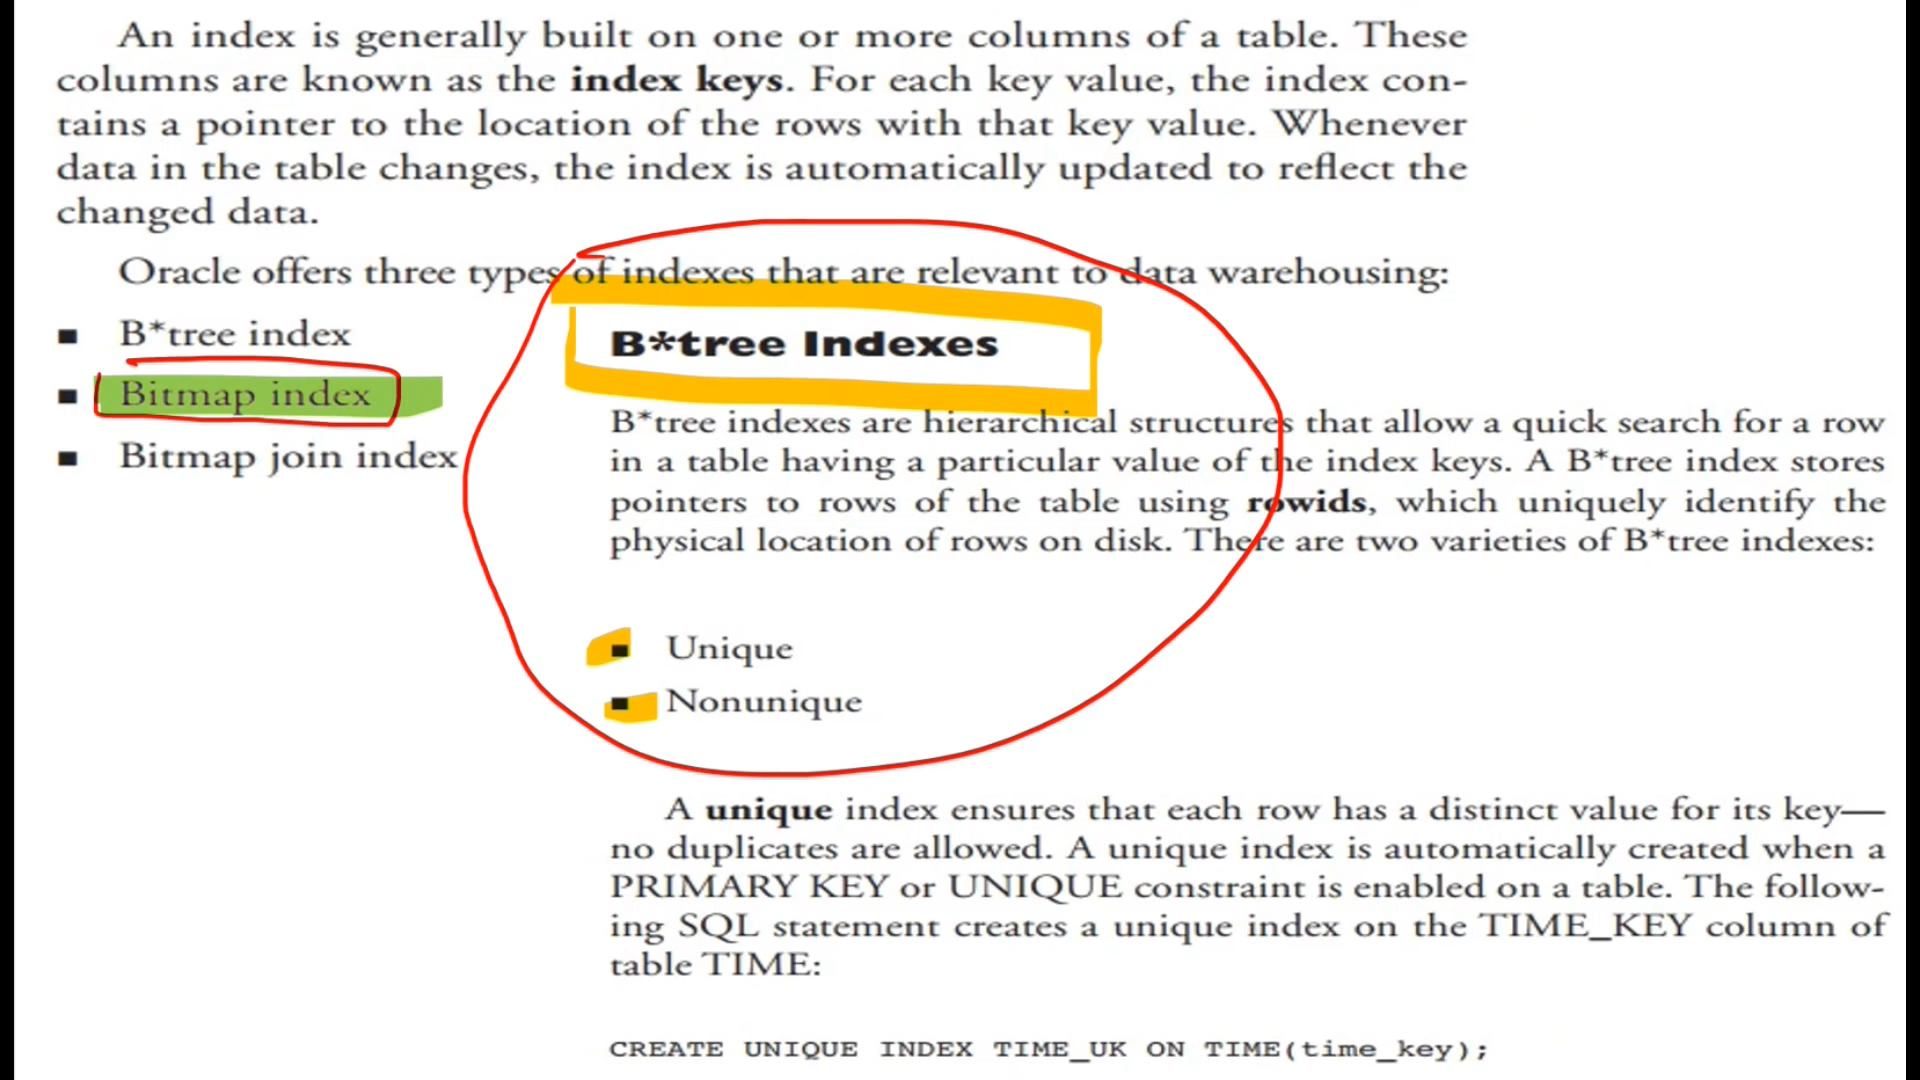 An index is generally built on one or more columns of a table. These
columns are known as the index keys. For each key value, the index con-
tains a pointer to the location of the rows with that key value. Whenever
data in the table changes, the index is automatically updated to reflect the
changed data.
Oracle offers three types of indexes that are relevant to data warehousing:
■ B*tree index
■ Bitmap index
■ Bitmap join index
B*tree Indexes
B*tree indexes are hierarchical structures that allow a quick search for a row
in a table having a particular value of the index keys. A B*tree index stores
pointers to rows of the table using rowids, which uniquely identify the
physical location of rows on disk. There are two varieties of B*tree indexes:
■ Unique
■ Nonunique
A unique index ensures that each row has a distinct value for its key—
no duplicates are allowed. A unique index is automatically created when a
PRIMARY KEY or UNIQUE constraint is enabled on a table. The follow-
ing SQL statement creates a unique index on the TIME_KEY column of
table TIME:
CREATE UNIQUE INDEX TIME_UK ON TIME(time_key);